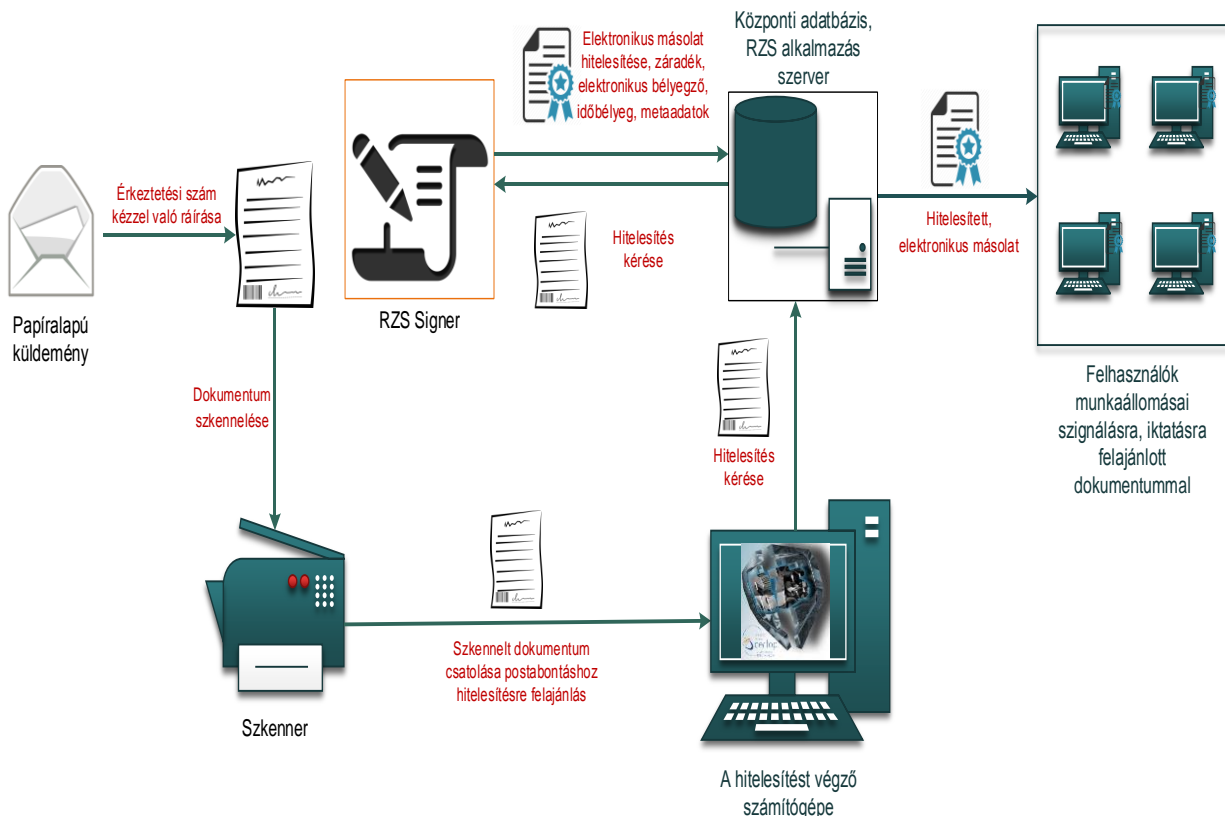 Központi adatbázis,
RZS alkalmazás
szerver
Elektronikus másolat
hitelesítése, záradék,
elektronikus bélyegző,
időbélyeg, metaadatok
Érkeztetési szám
kézzel való ráírása
Hitelesítés
kérése
Hitelesített,
elektronikus másolat
Papíralapú
küldemény
RZS Signer
Dokumentum
szkennelése
Hitelesítés
kérése
Felhasználók
munkaállomásai
szignálásra, iktatásra
felajánlott
dokumentummal
Szkennelt dokumentum
csatolása postabontáshoz
hitelesítésre felajánlás
Szkenner
A hitelesítést végző
számítógépe